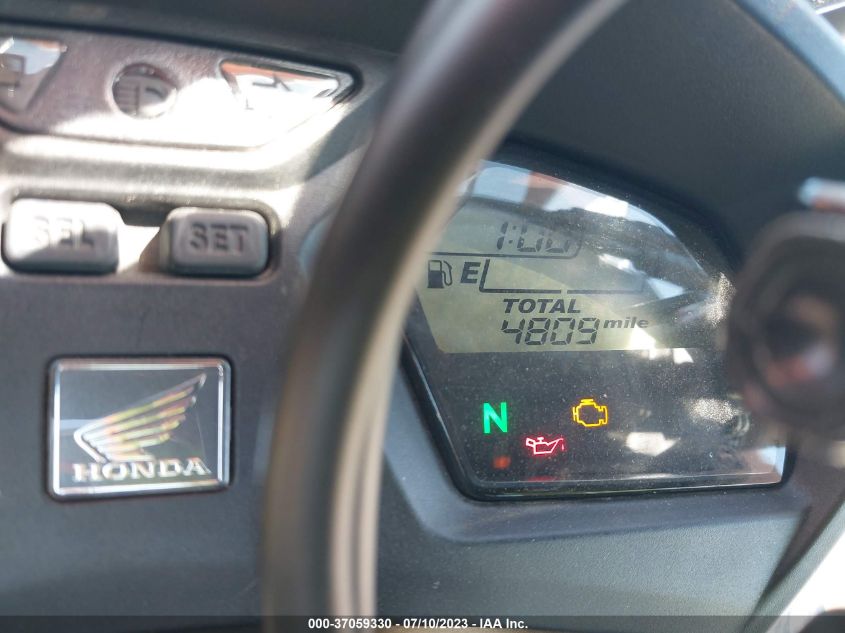 SEL SET
1:00
E
TOTAL
4809 mile
N
HONDA
000-37059330 - 07/10/2023 - IAA Inc.